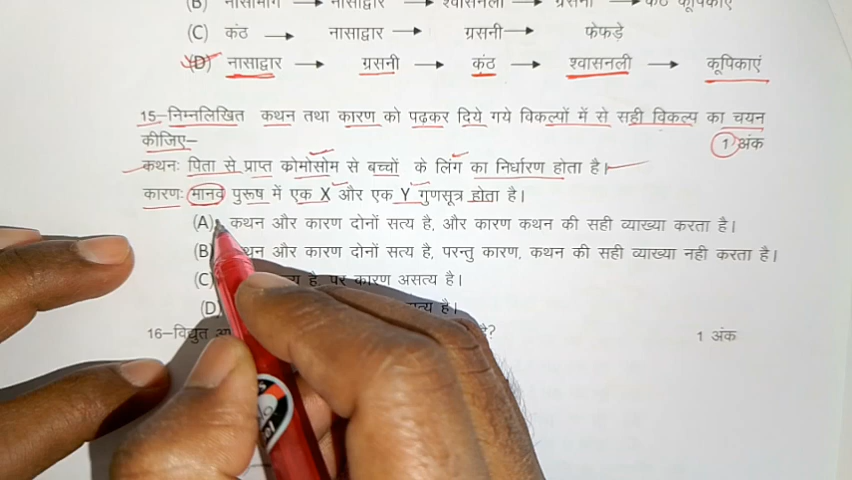 (B) नासामार्ग → नासाद्वार → श्वासनली → ग्रसनी → कंठ कूपिकाएं
(C) कंठ → नासाद्वार → ग्रसनी → फेफड़े
(D) नासाद्वार → ग्रसनी → कंठ → श्वासनली → कूपिकाएं
15–निम्नलिखित कथन तथा कारण को पढ़कर दिये गये विकल्पों में से सही विकल्प का चयन
कीजिए– 1 अंक
कथनः पिता से प्राप्त क्रोमोसोम से बच्चों के लिंग का निर्धारण होता है।
कारणः मानव पुरूष में एक X और एक Y गुणसूत्र होता है।
(A) कथन और कारण दोनों सत्य है, और कारण कथन की सही व्याख्या करता है।
(B) और कारण दोनों सत्य है, परन्तु कारण, कथन की सही व्याख्या नही करता है।
(C) है, पर कारण असत्य है।
(D) है।
16–विद्युत है? 1 अंक